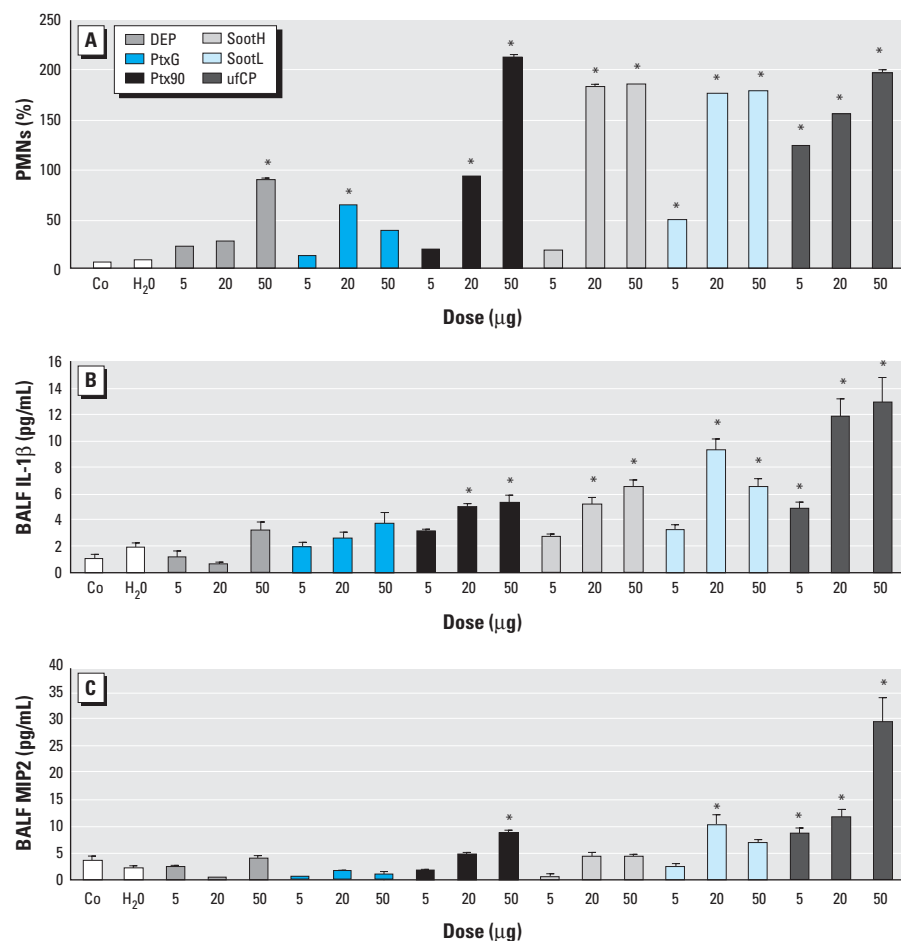 A
DEP
PtxG
Ptx90
SootH
SootL
ufCP
PMNs (%)
250
200
150
100
50
0
* * * * * * * * * * * *
Co H₂0 5 20 50 5 20 50 5 20 50 5 20 50 5 20 50 5 20 50
Dose (µg)
B
BALF IL-1β (pg/mL)
16
14
12
10
8
6
4
2
0
* * * * * * * * *
Co H₂0 5 20 50 5 20 50 5 20 50 5 20 50 5 20 50 5 20 50
Dose (µg)
C
BALF MIP2 (pg/mL)
40
35
30
25
20
15
10
5
0
* * * * *
Co H₂0 5 20 50 5 20 50 5 20 50 5 20 50 5 20 50 5 20 50
Dose (µg)